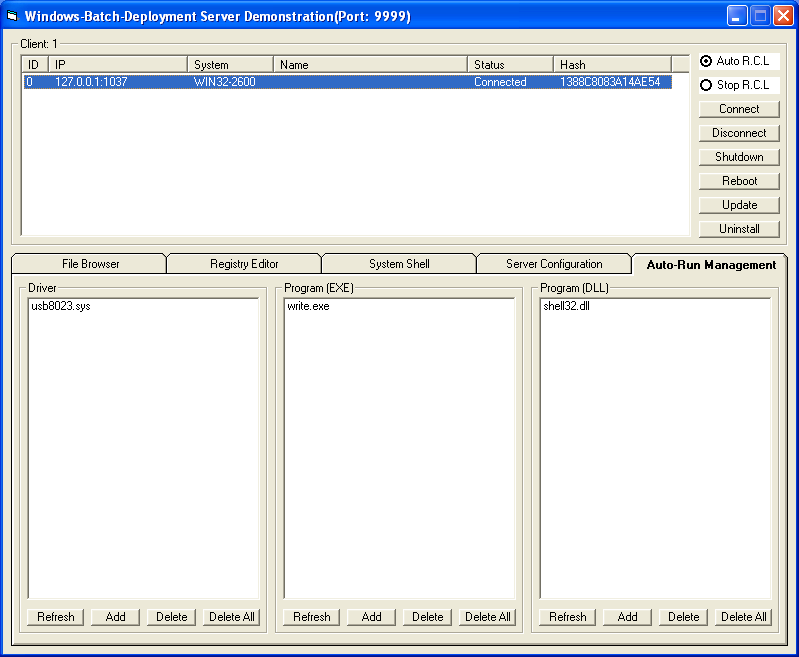 Windows-Batch-Deployment Server Demonstration(Port: 9999)
Client: 1
ID IP System Name Status Hash
0 127.0.0.1:1037 WIN32-2600 Connected 1388C8083A14AE54
Auto R.C.L
Stop R.C.L
Connect
Disconnect
Shutdown
Reboot
Update
Uninstall
File Browser Registry Editor System Shell Server Configuration Auto-Run Management
Driver Program (EXE) Program (DLL)
usb8023.sys write.exe shell32.dll
Refresh Add Delete Delete All Refresh Add Delete Delete All Refresh Add Delete Delete All